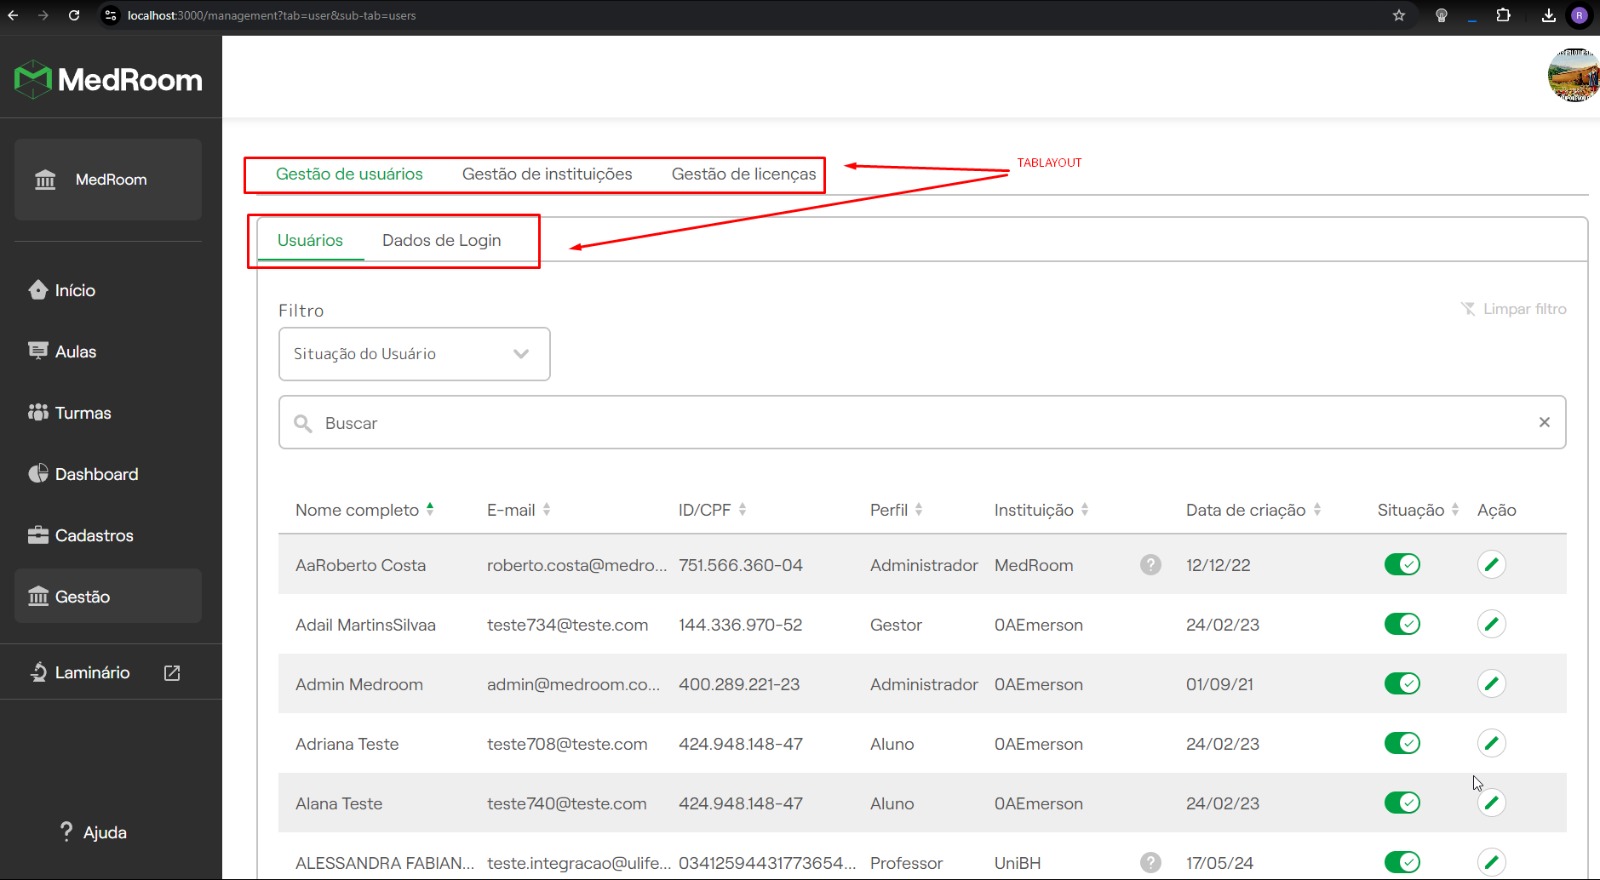 localhost:3000/management?tab=user&sub-tab=users
R
MedRoom
MedRoom
Início
Aulas
Turmas
Dashboard
Cadastros
Gestão
Laminário
? Ajuda
Gestão de usuários Gestão de instituições Gestão de licenças
TABLAYOUT
Usuários Dados de Login
Filtro
Limpar filtro
Situação do Usuário
Buscar
Nome completo E-mail ID/CPF Perfil Instituição Data de criação Situação Ação
AaRoberto Costa roberto.costa@medro... 751.566.360-04 Administrador MedRoom ? 12/12/22
Adail MartinsSilvaa teste734@teste.com 144.336.970-52 Gestor 0AEmerson 24/02/23
Admin Medroom admin@medroom.co... 400.289.221-23 Administrador 0AEmerson 01/09/21
Adriana Teste teste708@teste.com 424.948.148-47 Aluno 0AEmerson 24/02/23
Alana Teste teste740@teste.com 424.948.148-47 Aluno 0AEmerson 24/02/23
ALESSANDRA FABIAN... teste.integracao@ulife... 03412594431773654... Professor UniBH ? 17/05/24